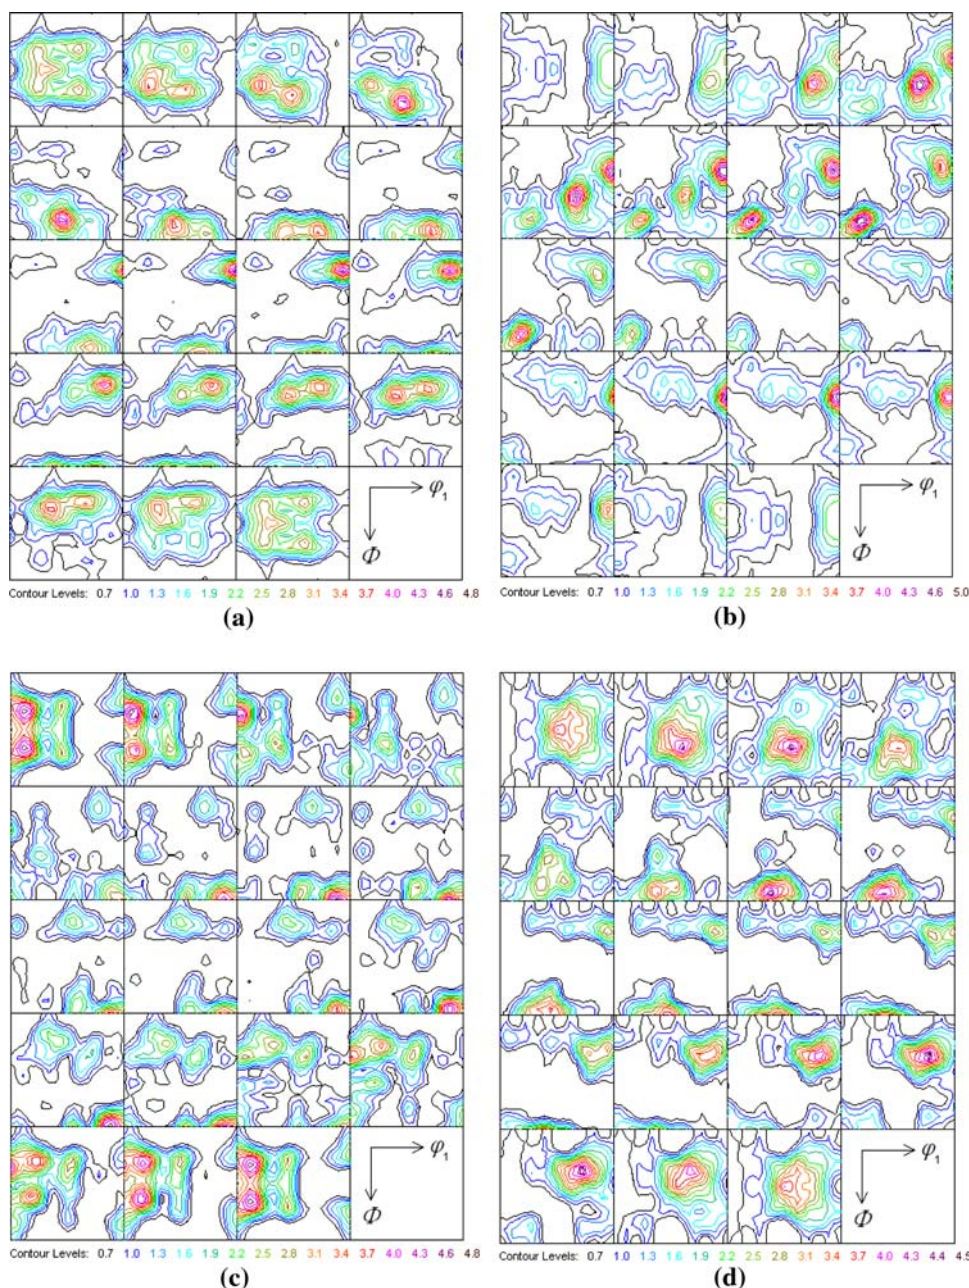 φ1
Φ
Contour Levels: 0.7 1.0 1.3 1.6 1.9 2.2 2.5 2.8 3.1 3.4 3.7 4.0 4.3 4.6 4.8
(a)
φ1
Φ
Contour Levels: 0.7 1.0 1.3 1.6 1.9 2.2 2.5 2.8 3.1 3.4 3.7 4.0 4.3 4.6 5.0
(b)
φ1
Φ
Contour Levels: 0.7 1.0 1.3 1.6 1.9 2.2 2.5 2.8 3.1 3.4 3.7 4.0 4.3 4.6 4.8
(c)
φ1
Φ
Contour Levels: 0.7 1.0 1.3 1.6 1.9 2.2 2.5 2.8 3.1 3.4 3.7 4.0 4.3 4.4 4.5
(d)